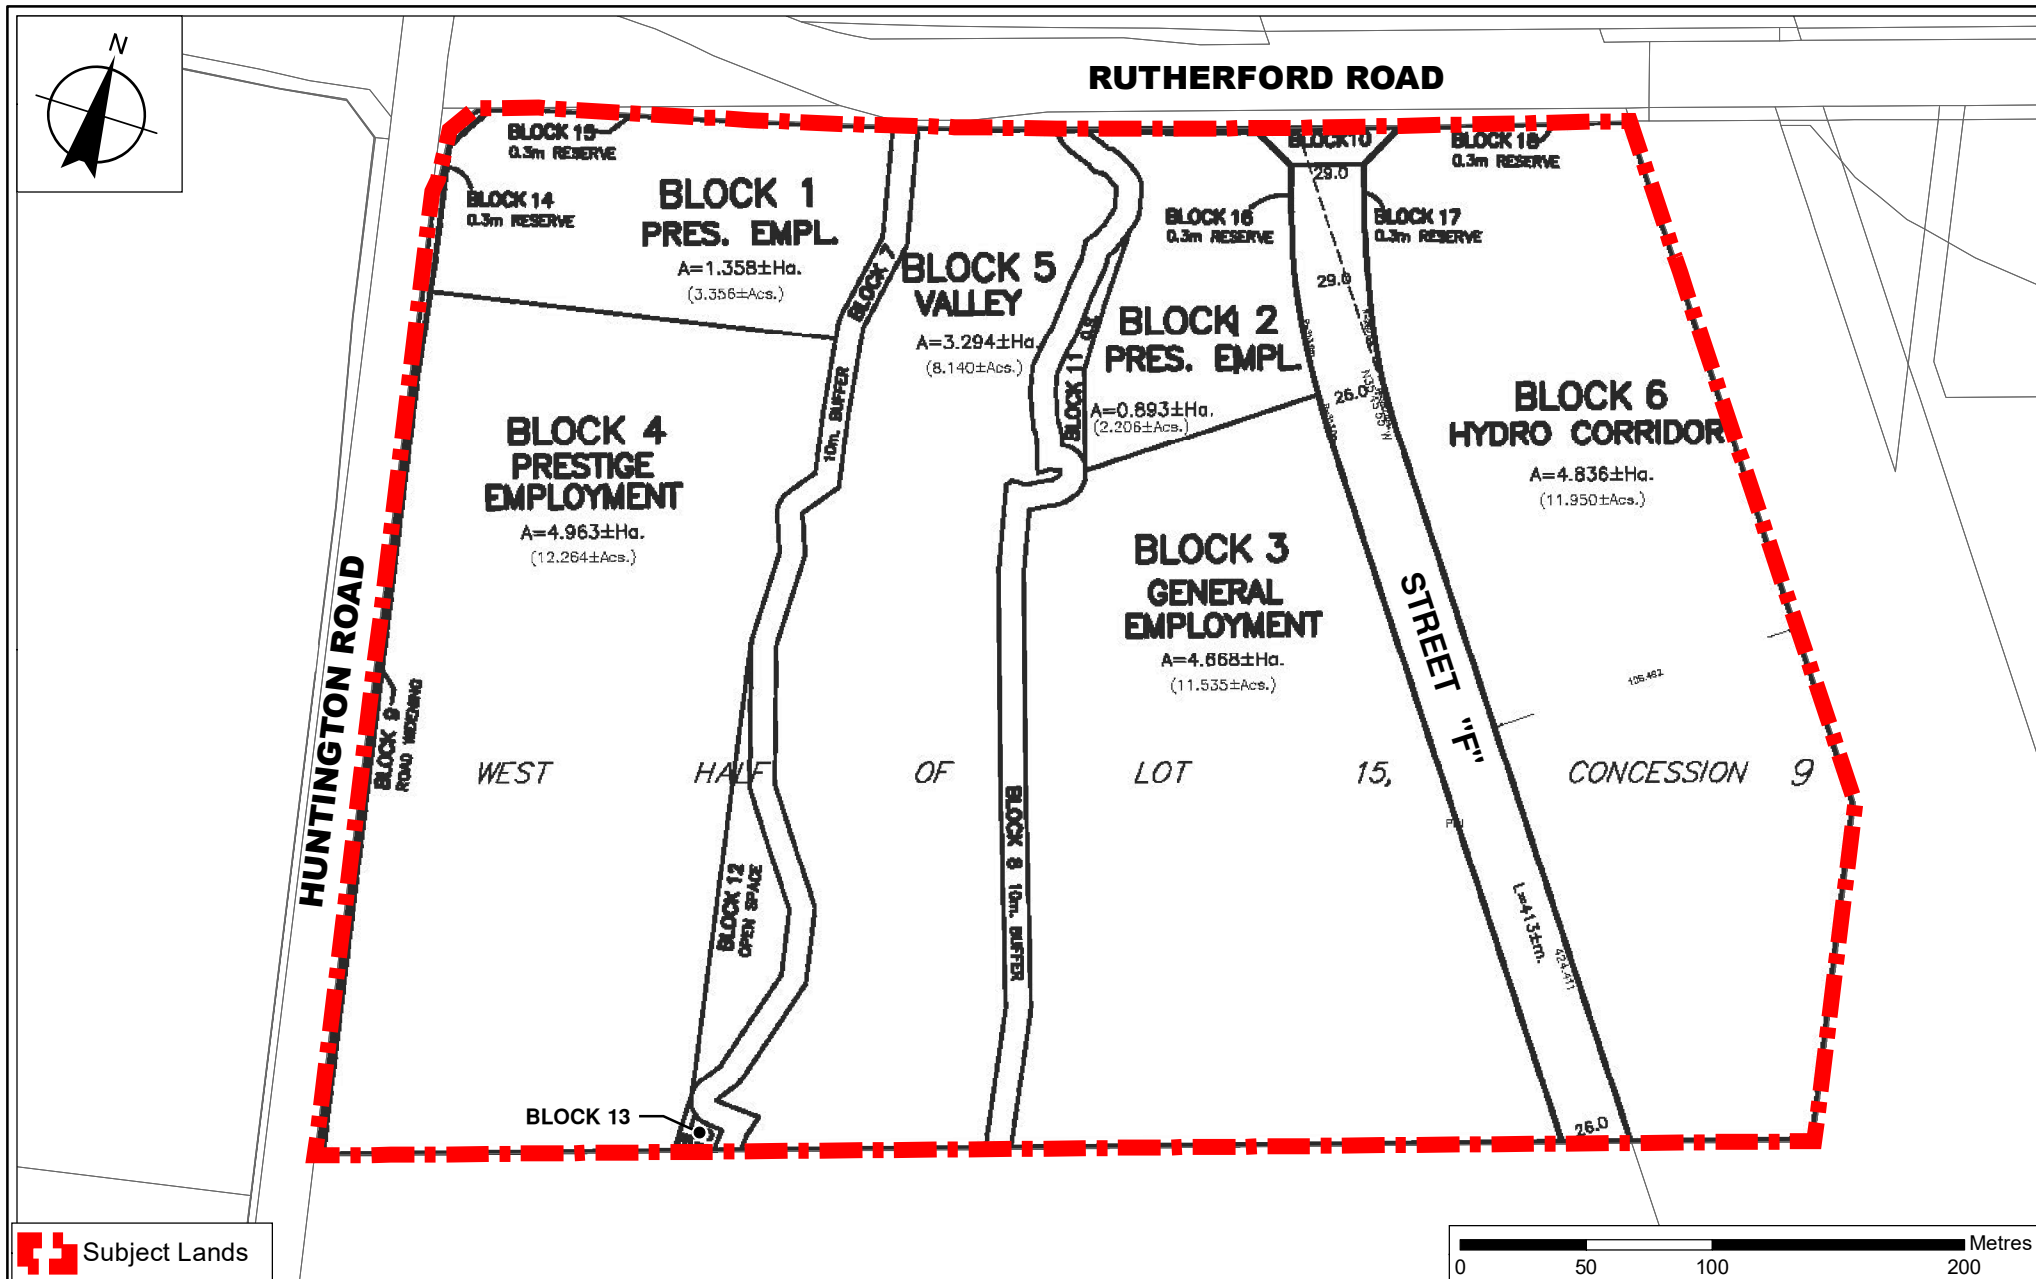 N
RUTHERFORD ROAD
BLOCK 15
0.3m RESERVE
BLOCK 10
BLOCK 18
0.3m RESERVE
29.0
BLOCK 14
0.3m RESERVE
BLOCK 1
PRES. EMPL.
A=1.358±Ha.
(3.356±Acs.)
BLOCK 16
0.3m RESERVE
BLOCK 17
0.3m RESERVE
BLOCK 7
10m. BUFFER
BLOCK 5
VALLEY
A=3.294±Ha.
(8.140±Acs.)
29.0
BLOCK 11
BLOCK 2
PRES. EMPL.
A=0.893±Ha.
(2.206±Acs.)
26.0
BLOCK 6
HYDRO CORRIDOR
A=4.836±Ha.
(11.950±Acs.)
BLOCK 4
PRESTIGE
EMPLOYMENT
A=4.963±Ha.
(12.264±Acs.)
BLOCK 3
GENERAL
EMPLOYMENT
A=4.668±Ha.
(11.535±Acs.)
STREET "F"
HUNTINGTON ROAD
BLOCK 9
ROAD WIDENING
106.462
WEST HALF OF LOT 15, CONCESSION 9
BLOCK 8 10m. BUFFER
BLOCK 12
OPEN SPACE
L=413±m.
424.411
BLOCK 13
26.0
Subject Lands
Metres
0 50 100 200